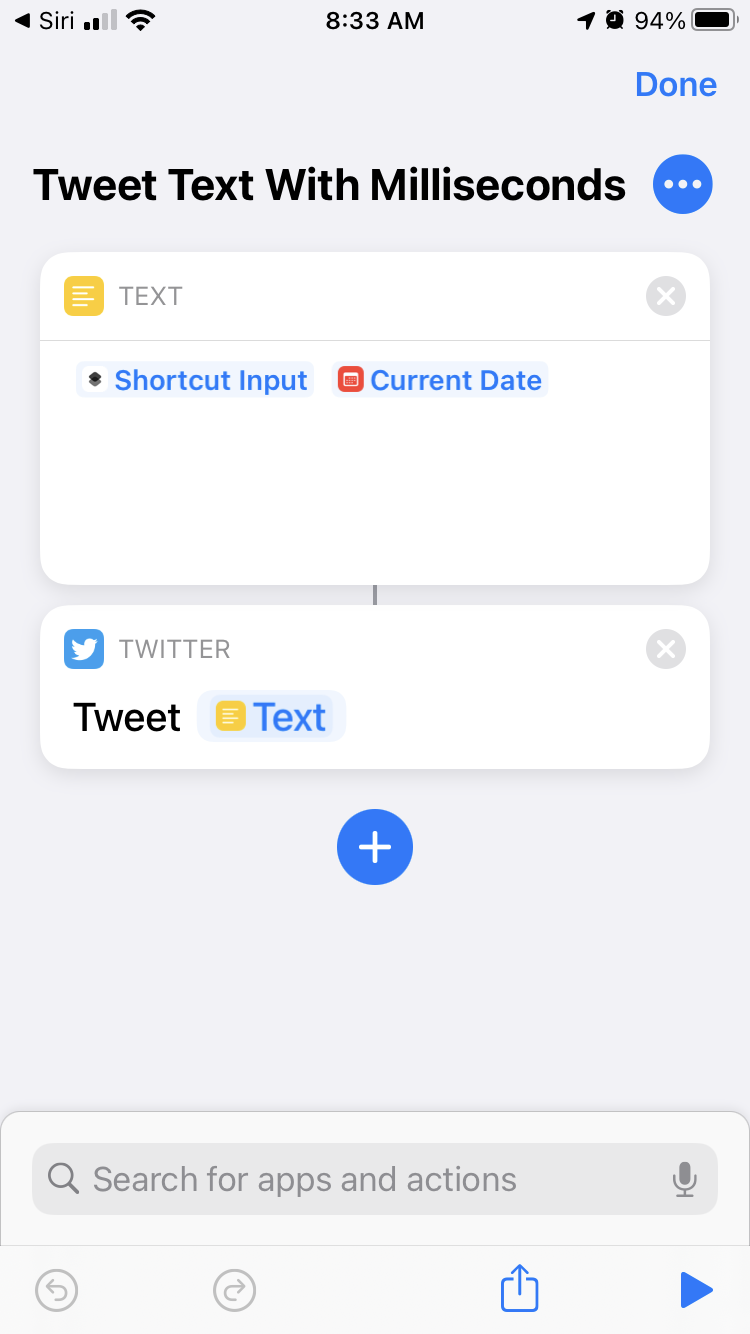 Siri 8:33 AM 94%
Done
Tweet Text With Milliseconds
TEXT
Shortcut Input Current Date
TWITTER
Tweet Text
Search for apps and actions